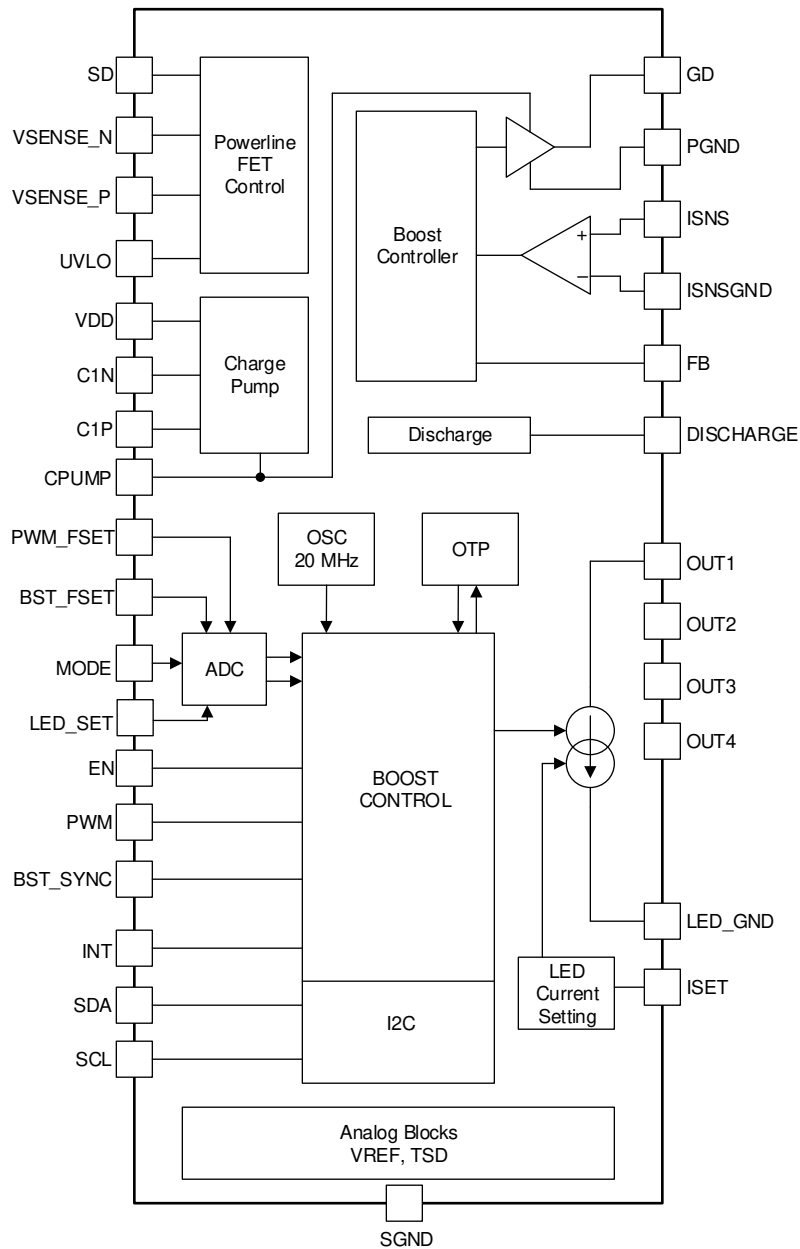 SD
VSENSE_N
VSENSE_P
UVLO
VDD
C1N
C1P
CPUMP
PWM_FSET
BST_FSET
MODE
LED_SET
EN
PWM
BST_SYNC
INT
SDA
SCL
Powerline
FET
Control
Charge
Pump
Boost
Controller
+
−
Discharge
OSC
20 MHz
OTP
ADC
BOOST
CONTROL
I2C
LED
Current
Setting
Analog Blocks
VREF, TSD
GD
PGND
ISNS
ISNSGND
FB
DISCHARGE
OUT1
OUT2
OUT3
OUT4
LED_GND
ISET
SGND